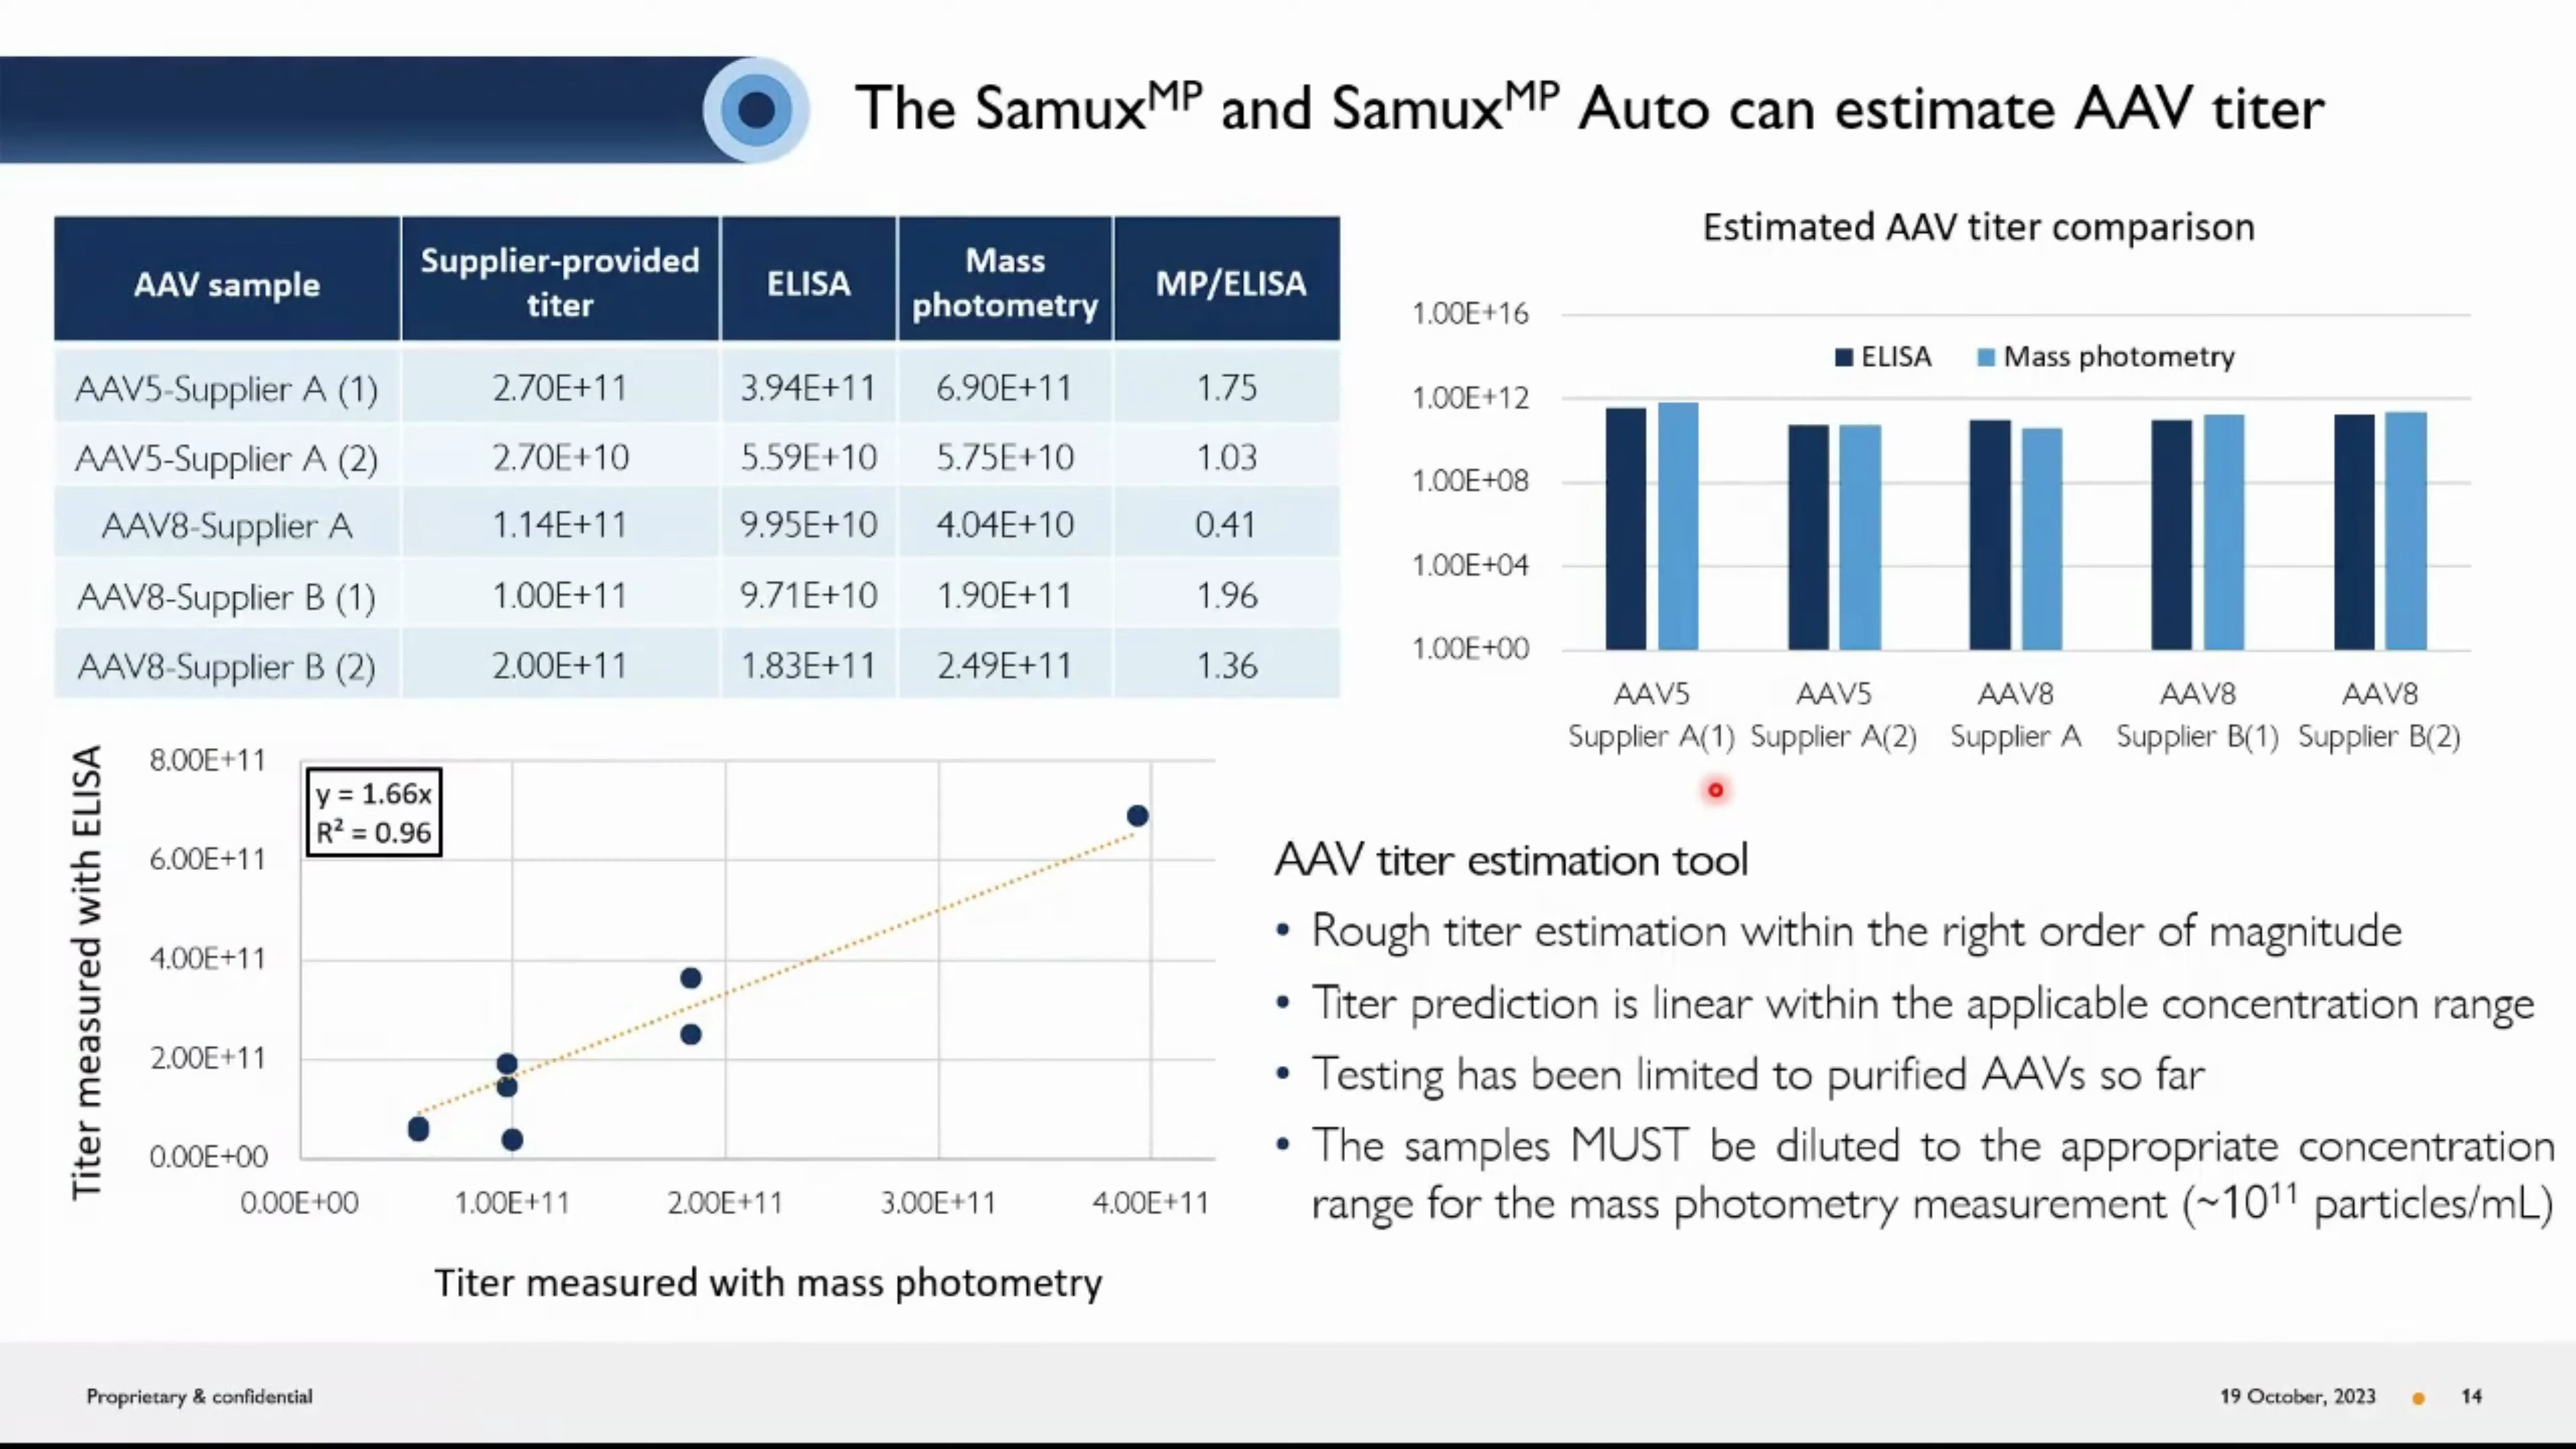 The Samuxᴹᴾ and Samuxᴹᴾ Auto can estimate AAV titer
AAV sample Supplier-provided titer ELISA Mass photometry MP/ELISA
AAV5-Supplier A (1) 2.70E+11 3.94E+11 6.90E+11 1.75
AAV5-Supplier A (2) 2.70E+10 5.59E+10 5.75E+10 1.03
AAV8-Supplier A 1.14E+11 9.95E+10 4.04E+10 0.41
AAV8-Supplier B (1) 1.00E+11 9.71E+10 1.90E+11 1.96
AAV8-Supplier B (2) 2.00E+11 1.83E+11 2.49E+11 1.36
Estimated AAV titer comparison
1.00E+16
ELISA Mass photometry
1.00E+12
1.00E+08
1.00E+04
1.00E+00
AAV5 AAV5 AAV8 AAV8 AAV8
Supplier A(1) Supplier A(2) Supplier A Supplier B(1) Supplier B(2)
Titer measured with ELISA
8.00E+11
6.00E+11
4.00E+11
2.00E+11
0.00E+00
y = 1.66x
R² = 0.96
0.00E+00 1.00E+11 2.00E+11 3.00E+11 4.00E+11
Titer measured with mass photometry
AAV titer estimation tool
• Rough titer estimation within the right order of magnitude
• Titer prediction is linear within the applicable concentration range
• Testing has been limited to purified AAVs so far
• The samples MUST be diluted to the appropriate concentration
range for the mass photometry measurement (~10¹¹ particles/mL)
Proprietary & confidential
19 October, 2023 • 14